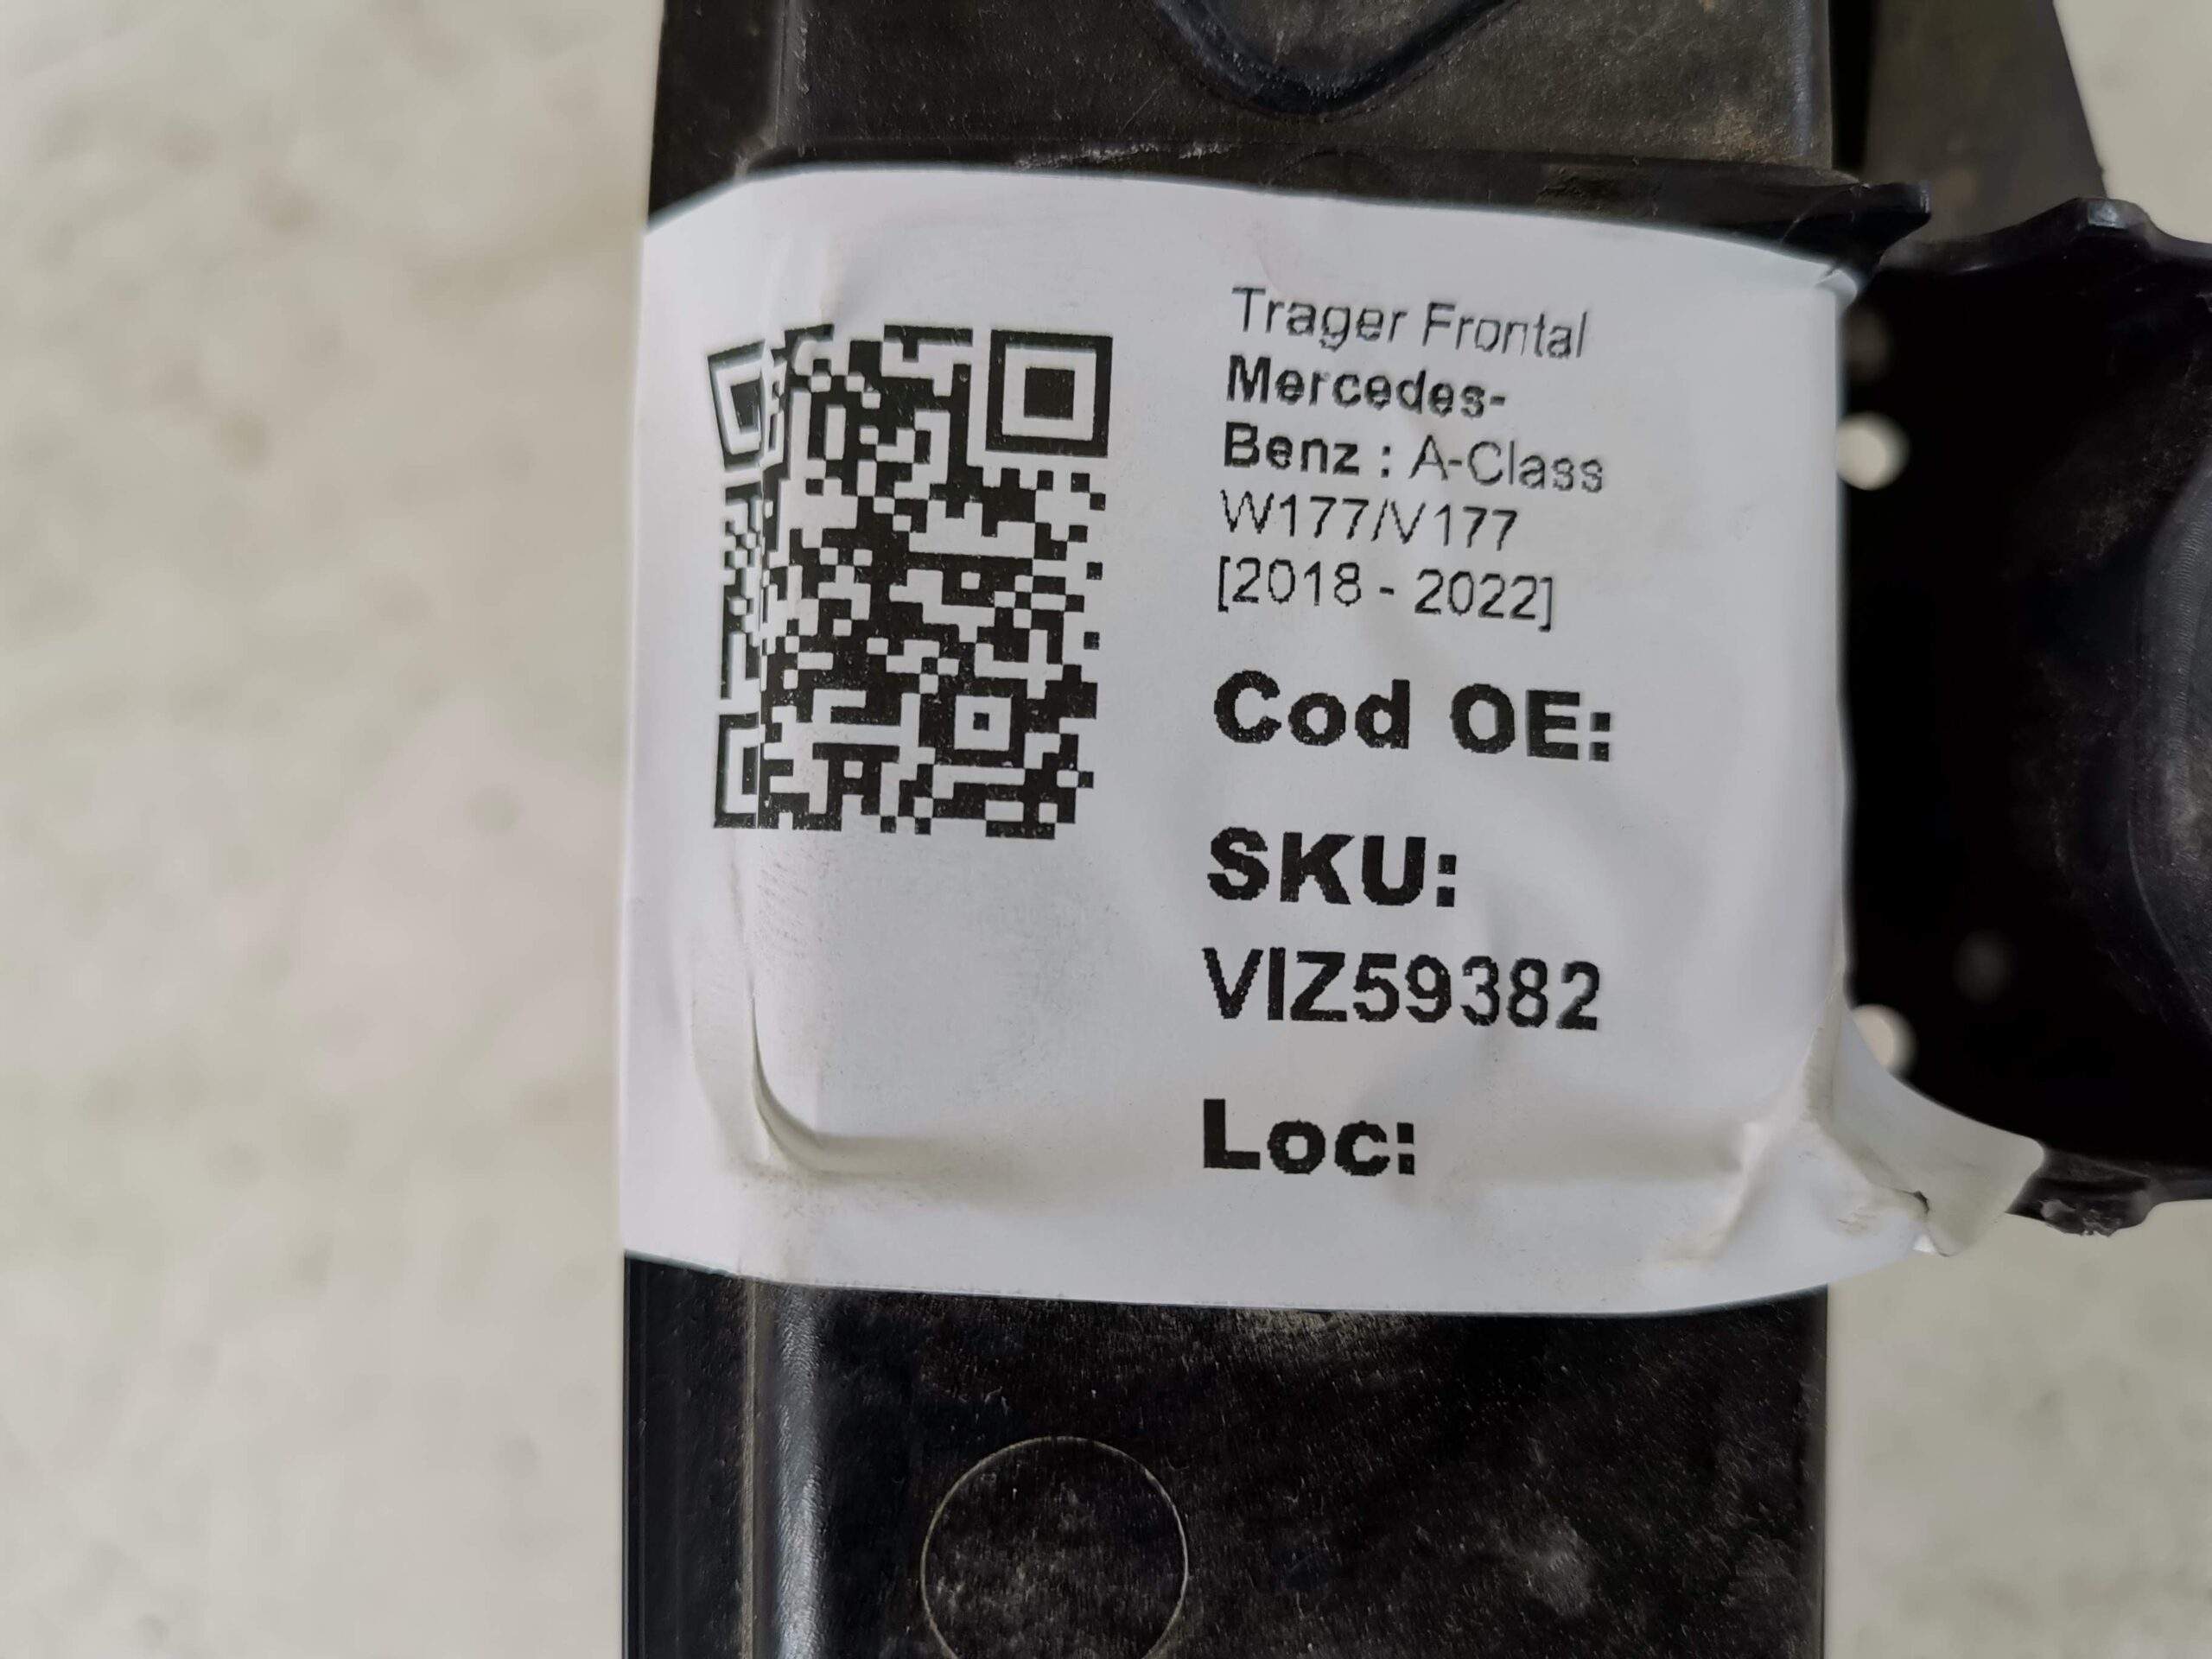 Trager Frontal
Mercedes-
Benz : A-Class
W177/V177
[2018 - 2022]
Cod OE:
SKU:
VIZ59382
Loc: